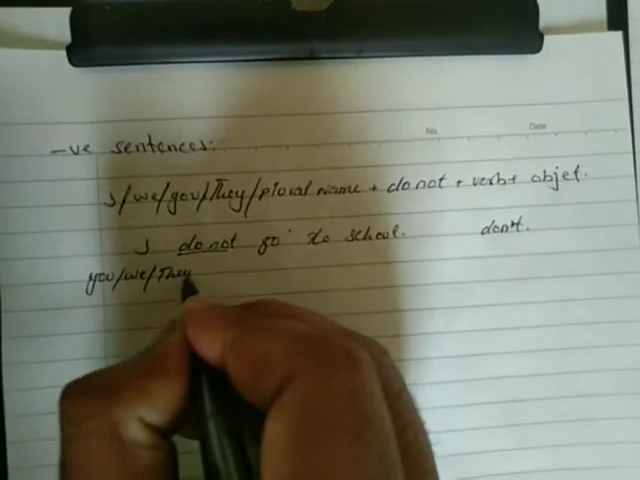 No. Date
-ve sentences:
I/we/you/They/plural name + do not + verb + objet.
I do not go to school. don't.
you/we/They